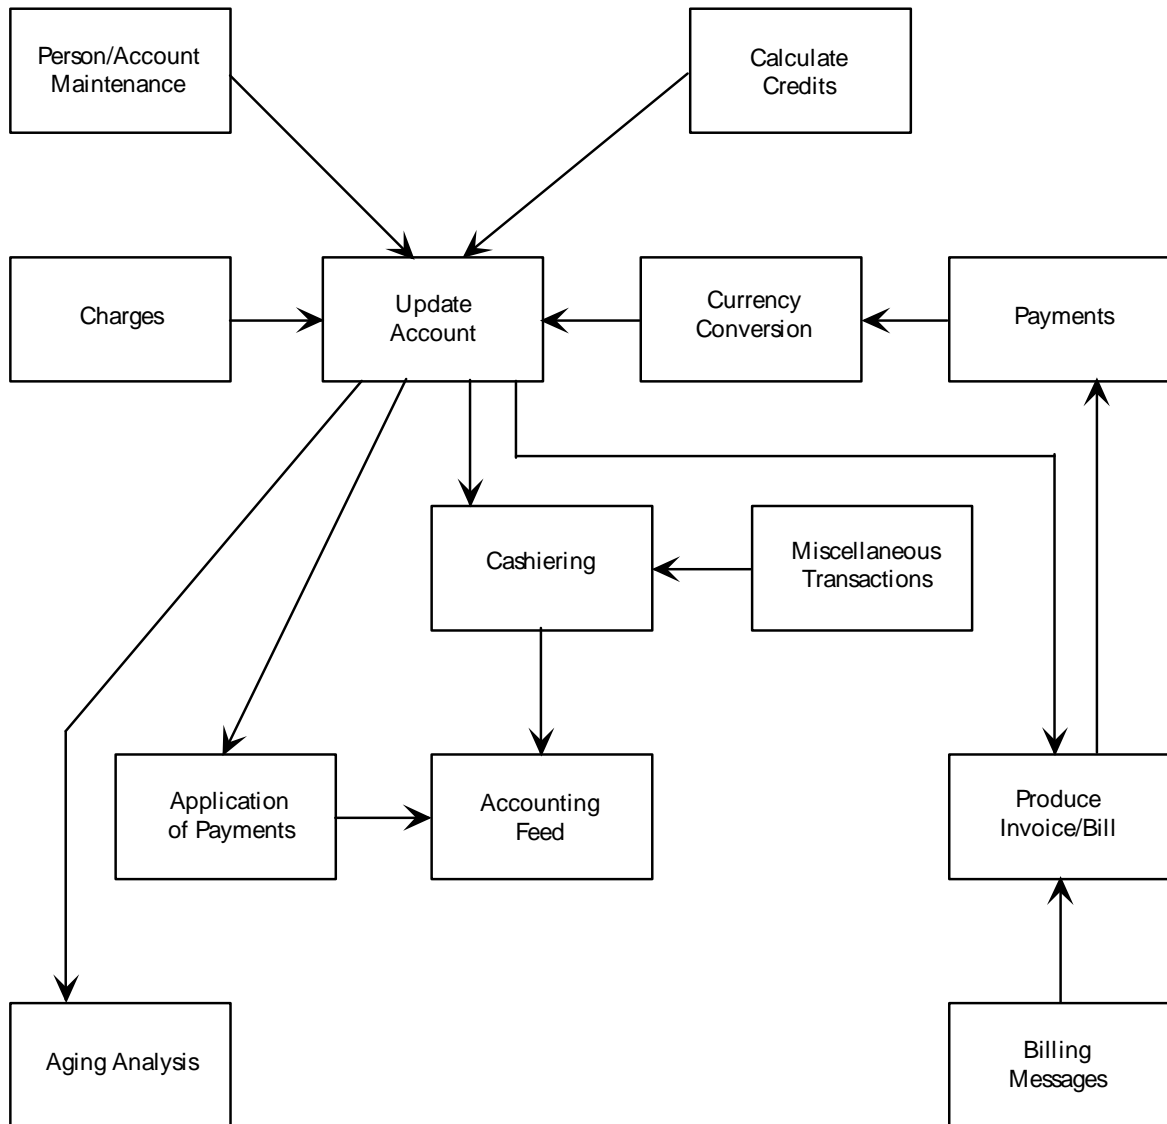 Person/Account
Maintenance
Calculate
Credits
Charges
Update
Account
Currency
Conversion
Payments
Cashiering
Miscellaneous
Transactions
Application
of Payments
Accounting
Feed
Produce
Invoice/Bill
Aging Analysis
Billing
Messages